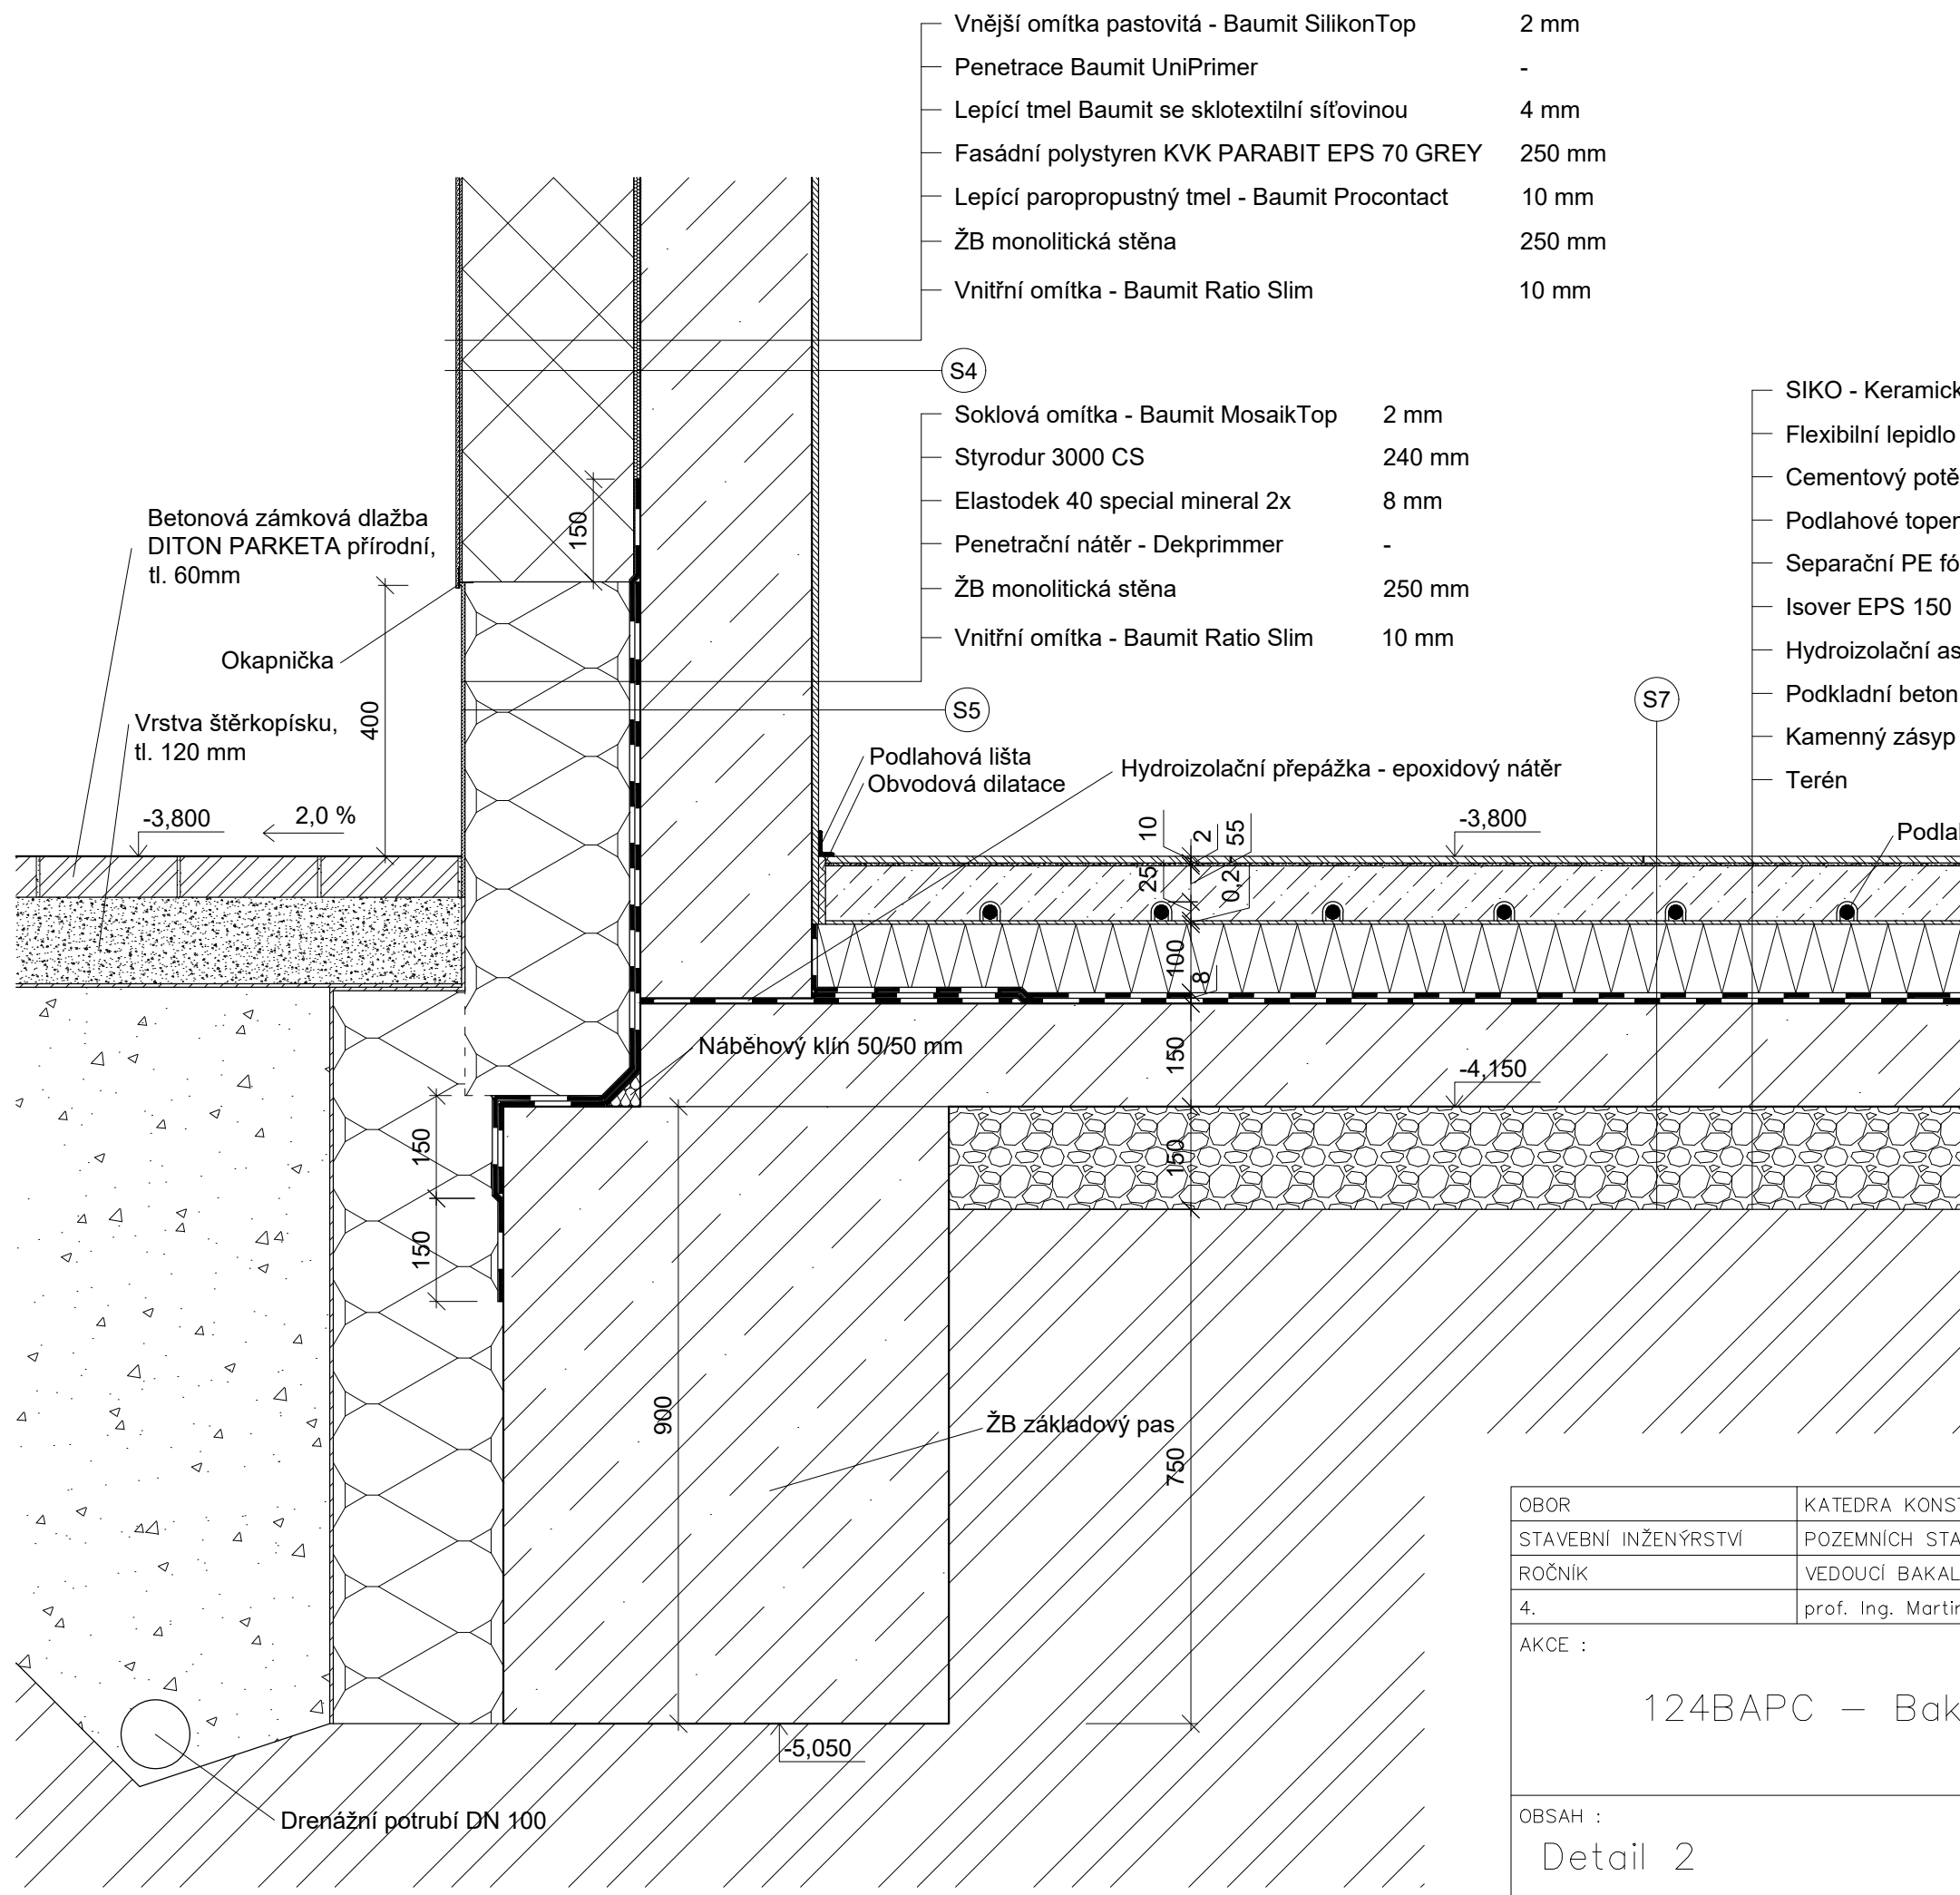 Vnější omítka pastovitá - Baumit SilikonTop 2 mm
Penetrace Baumit UniPrimer -
Lepící tmel Baumit se sklotextilní síťovinou 4 mm
Fasádní polystyren KVK PARABIT EPS 70 GREY 250 mm
Lepící paropropustný tmel - Baumit Procontact 10 mm
ŽB monolitická stěna 250 mm
Vnitřní omítka - Baumit Ratio Slim 10 mm
S4
Soklová omítka - Baumit MosaikTop 2 mm
Styrodur 3000 CS 240 mm
Elastodek 40 special mineral 2x 8 mm
Penetrační nátěr - Dekprimmer -
ŽB monolitická stěna 250 mm
Vnitřní omítka - Baumit Ratio Slim 10 mm
S5
SIKO - Keramick
Flexibilní lepidlo
Cementový potě
Podlahové topen
Separační PE fó
Isover EPS 150
Hydroizolační as
Podkladní beton
Kamenný zásyp
Terén
S7
Betonová zámková dlažba
DITON PARKETA přírodní,
tl. 60mm
150
Okapnička
400
Vrstva štěrkopísku,
tl. 120 mm
Podlahová lišta
Obvodová dilatace
Hydroizolační přepážka - epoxidový nátěr
-3,800
2,0 %
10
2
55
-3,800
Podlah
25
0,2
100
8
Náběhový klín 50/50 mm
150
-4,150
150
150
150
900
ŽB základový pas
750
-5,050
Drenážní potrubí DN 100
OBOR KATEDRA KONST
STAVEBNÍ INŽENÝRSTVÍ POZEMNÍCH STA
ROČNÍK VEDOUCÍ BAKAL
4. prof. Ing. Martin
AKCE :
124BAPC – Bak
OBSAH :
Detail 2